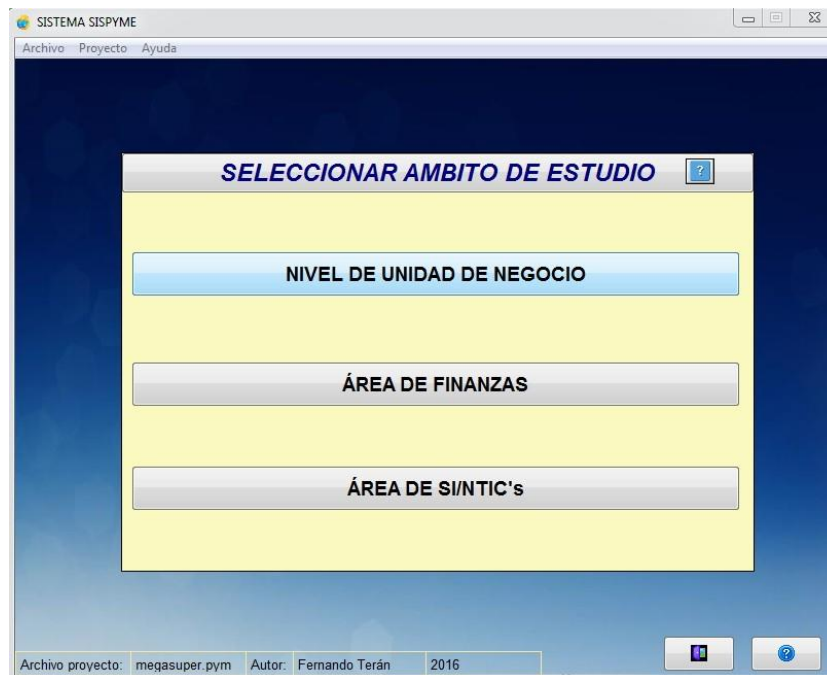 SISTEMA SISPYME
Archivo Proyecto Ayuda
SELECCIONAR AMBITO DE ESTUDIO ?
NIVEL DE UNIDAD DE NEGOCIO
ÁREA DE FINANZAS
ÁREA DE SI/NTIC's
?
Archivo proyecto: megasuper.pym Autor: Fernando Terán 2016